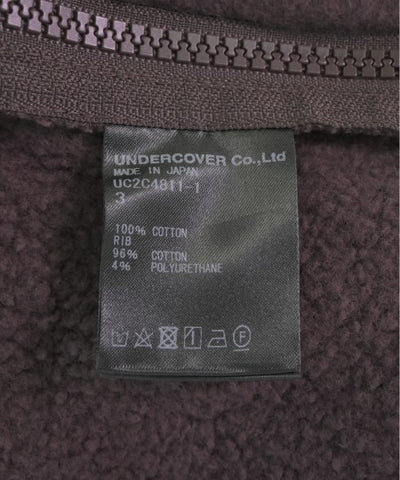 UNDERCOVER Co.,Ltd
MADE IN JAPAN
UC2C4811-1
3
100% COTTON
RIB
96% COTTON
4% POLYURETHANE
F